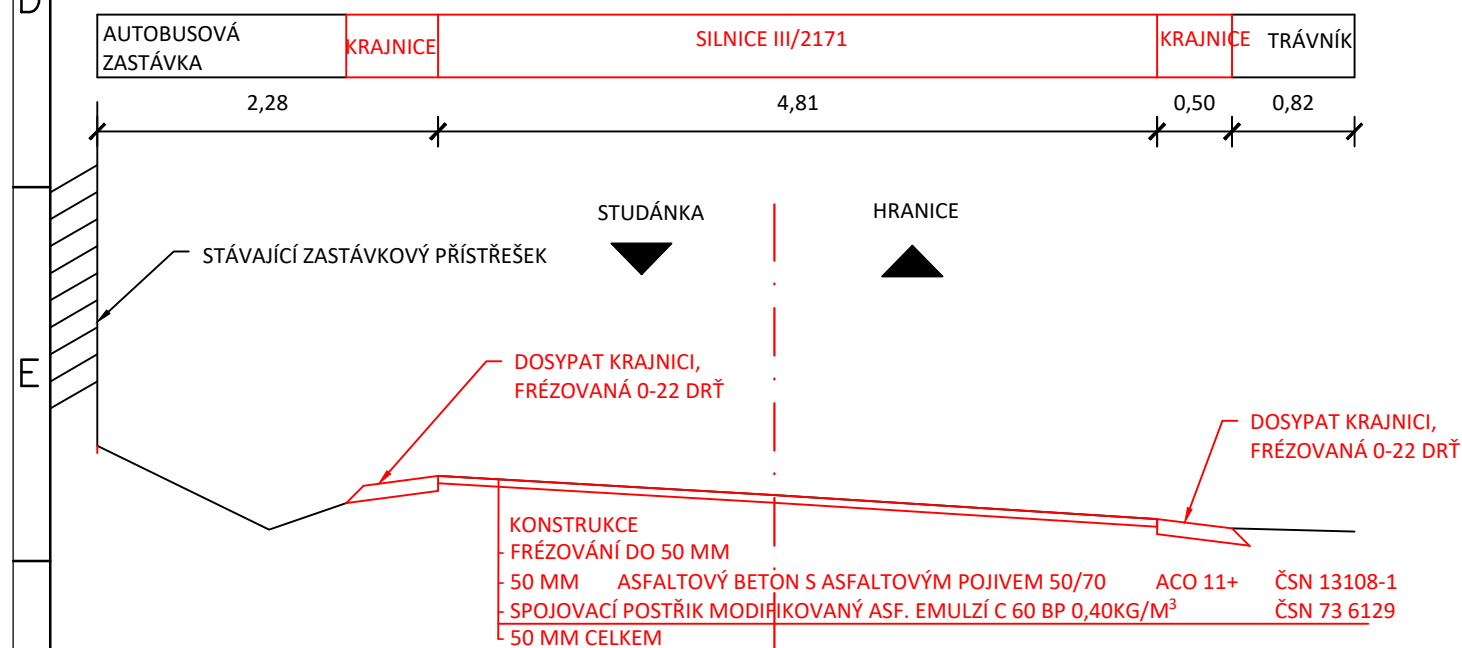 D
AUTOBUSOVÁ
ZASTÁVKA
KRAJNICE
SILNICE III/2171
KRAJNICE
TRÁVNÍK
2,28
4,81
0,50
0,82
STUDÁNKA
HRANICE
STÁVAJÍCÍ ZASTÁVKOVÝ PŘÍSTŘEŠEK
E
DOSYPAT KRAJNICI,
FRÉZOVANÁ 0-22 DRŤ
DOSYPAT KRAJNICI,
FRÉZOVANÁ 0-22 DRŤ
KONSTRUKCE
FRÉZOVÁNÍ DO 50 MM
50 MM ASFALTOVÝ BETON S ASFALTOVÝM POJIVEM 50/70 ACO 11+ ČSN 13108-1
SPOJOVACÍ POSTŘIK MODIFIKOVANÝ ASF. EMULZÍ C 60 BP 0,40KG/M³ ČSN 73 6129
50 MM CELKEM